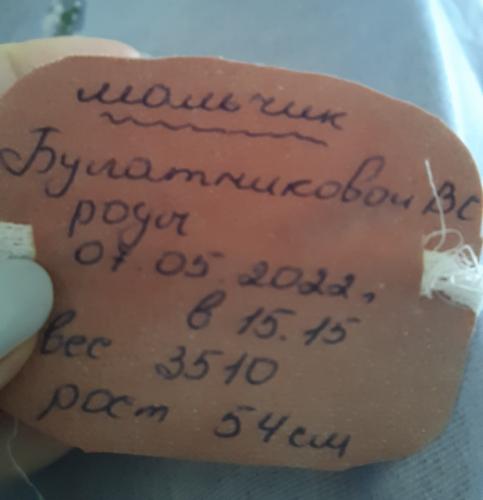 мальчик
Булатниковой ВС
роды
07.05.2022,
в 15.15
вес 3510
рост 54см